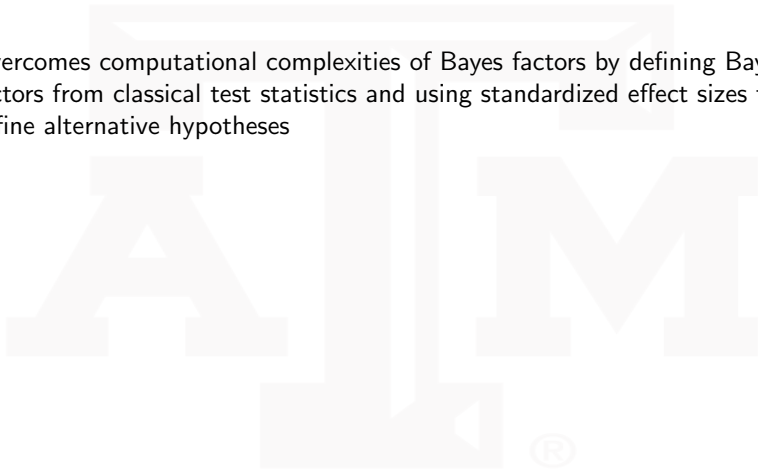 vercomes computational complexities of Bayes factors by defining Bay
ctors from classical test statistics and using standardized effect sizes
fine alternative hypotheses
A T M
®